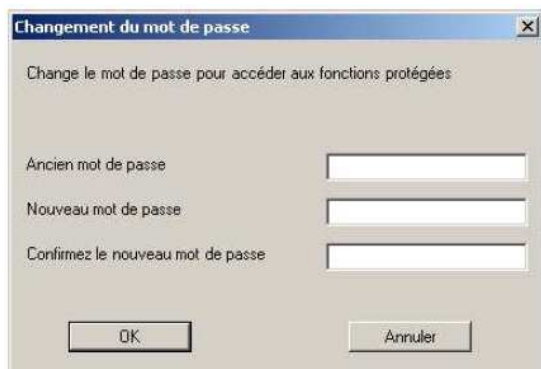 Changement du mot de passe
Change le mot de passe pour accéder aux fonctions protégées
Ancien mot de passe
Nouveau mot de passe
Confirmez le nouveau mot de passe
OK
Annuler